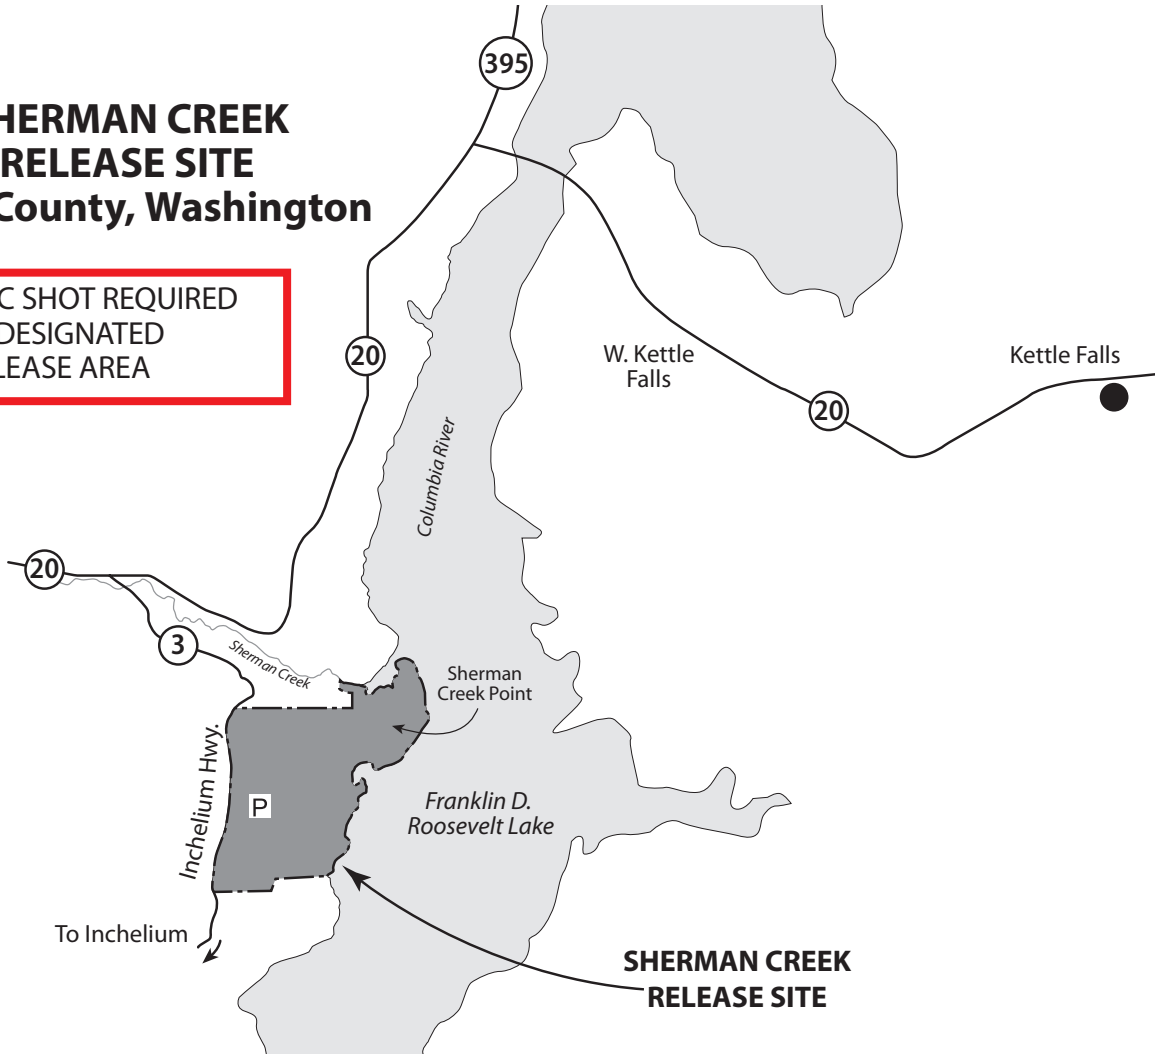 395
HERMAN CREEK
RELEASE SITE
County, Washington
C SHOT REQUIRED
DESIGNATED
LEASE AREA
20
W. Kettle
Falls
Kettle Falls
20
Columbia River
20
3
Sherman Creek
Sherman
Creek Point
Inchelium Hwy.
P
Franklin D.
Roosevelt Lake
To Inchelium
SHERMAN CREEK
RELEASE SITE